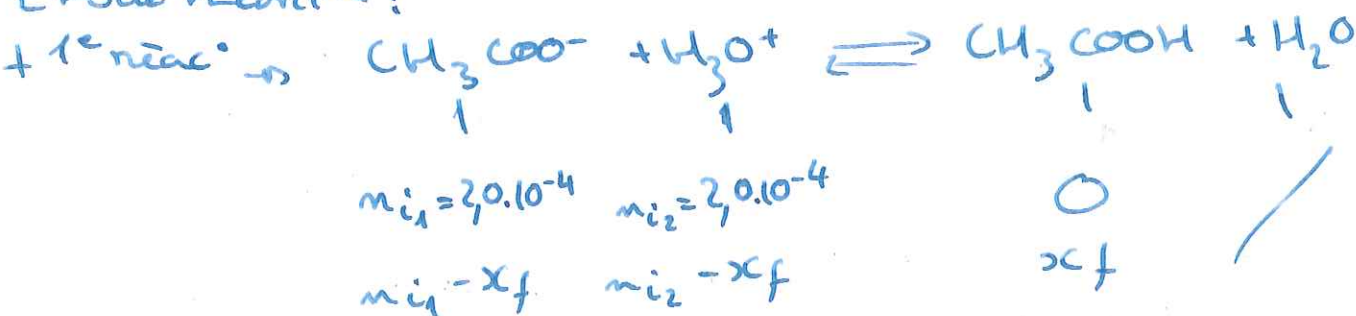 + 1e réac° → CH3COO- + H3O+ ⇌ CH3COOH + H2O
1 1 1 1
ni1 = 2,0.10-4 ni2 = 2,0.10-4 0 /
ni1 - xf ni2 - xf xf